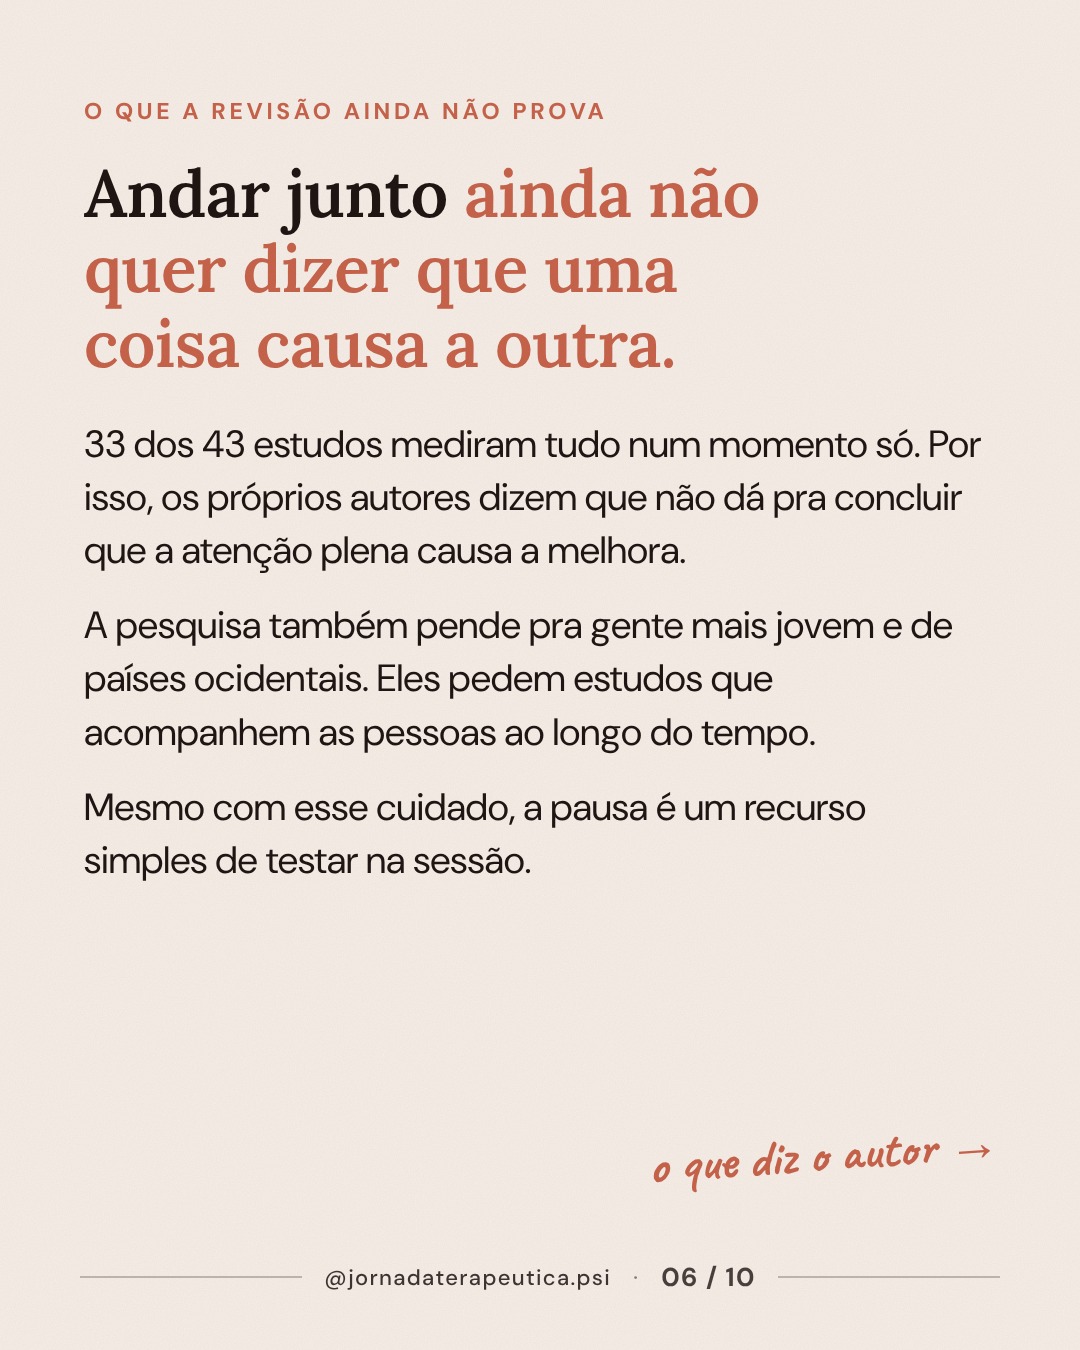 O QUE A REVISÃO AINDA NÃO PROVA
Andar junto ainda não
quer dizer que uma
coisa causa a outra.
33 dos 43 estudos mediram tudo num momento só. Por
isso, os próprios autores dizem que não dá pra concluir
que a atenção plena causa a melhora.
A pesquisa também pende pra gente mais jovem e de
países ocidentais. Eles pedem estudos que
acompanhem as pessoas ao longo do tempo.
Mesmo com esse cuidado, a pausa é um recurso
simples de testar na sessão.
o que diz o autor →
@jornadaterapeutica.psi · 06 / 10